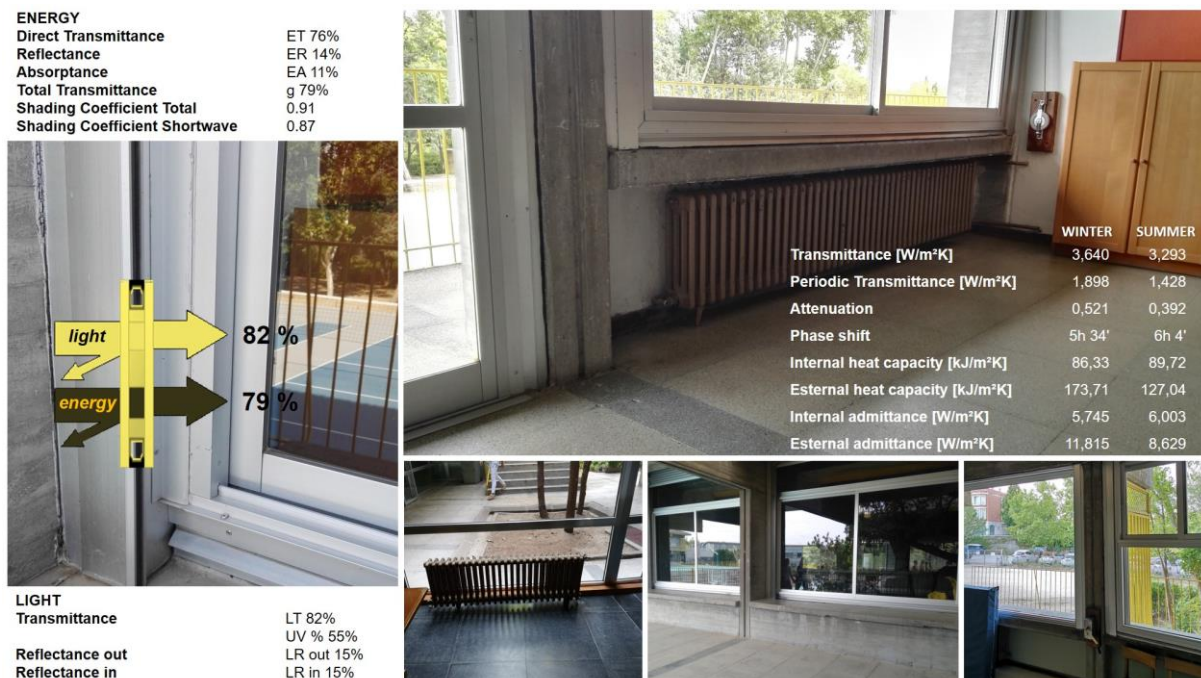 ENERGY
Direct Transmittance ET 76%
Reflectance ER 14%
Absorptance EA 11%
Total Transmittance g 79%
Shading Coefficient Total 0.91
Shading Coefficient Shortwave 0.87
light 82 %
energy 79 %
LIGHT
Transmittance LT 82%
UV % 55%
Reflectance out LR out 15%
Reflectance in LR in 15%
WINTER SUMMER
Transmittance [W/m²K] 3,640 3,293
Periodic Transmittance [W/m²K] 1,898 1,428
Attenuation 0,521 0,392
Phase shift 5h 34' 6h 4'
Internal heat capacity [kJ/m²K] 86,33 89,72
Esternal heat capacity [kJ/m²K] 173,71 127,04
Internal admittance [W/m²K] 5,745 6,003
Esternal admittance [W/m²K] 11,815 8,629